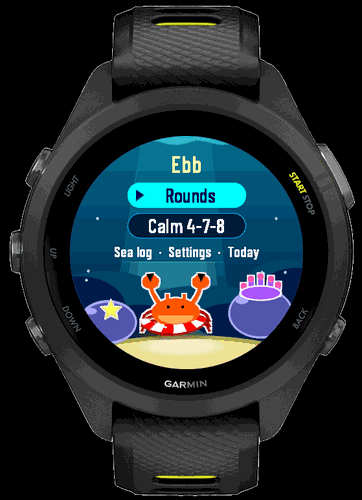 LIGHT
START STOP
UP
DOWN
BACK
Ebb
Rounds
Calm 4-7-8
Sea log · Settings · Today
GARMIN